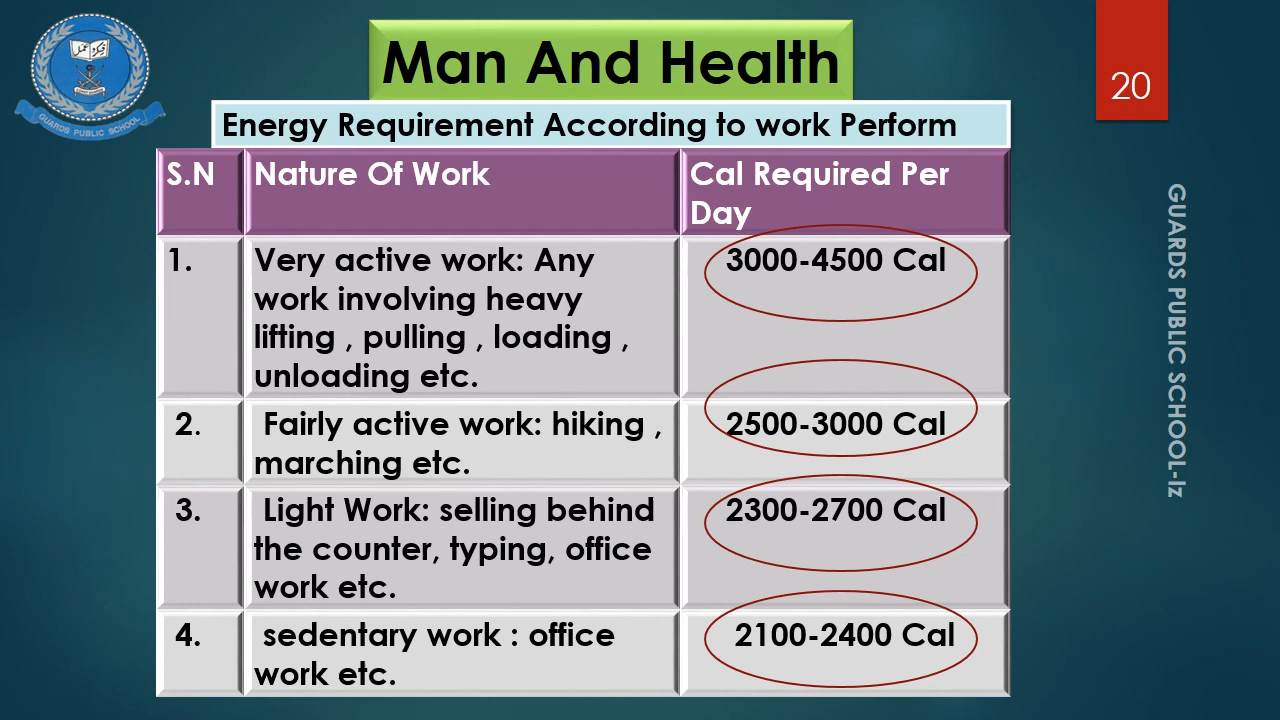 Man And Health
20
Energy Requirement According to work Perform
S.N
Nature Of Work
Cal Required Per
Day
1.
Very active work: Any
work involving heavy
lifting , pulling , loading ,
unloading etc.
3000-4500 Cal
2.
Fairly active work: hiking ,
marching etc.
2500-3000 Cal
3.
Light Work: selling behind
the counter, typing, office
work etc.
2300-2700 Cal
4.
sedentary work : office
work etc.
2100-2400 Cal
GUARDS PUBLIC SCHOOL-lz
GUARDS PUBLIC SCHOOL